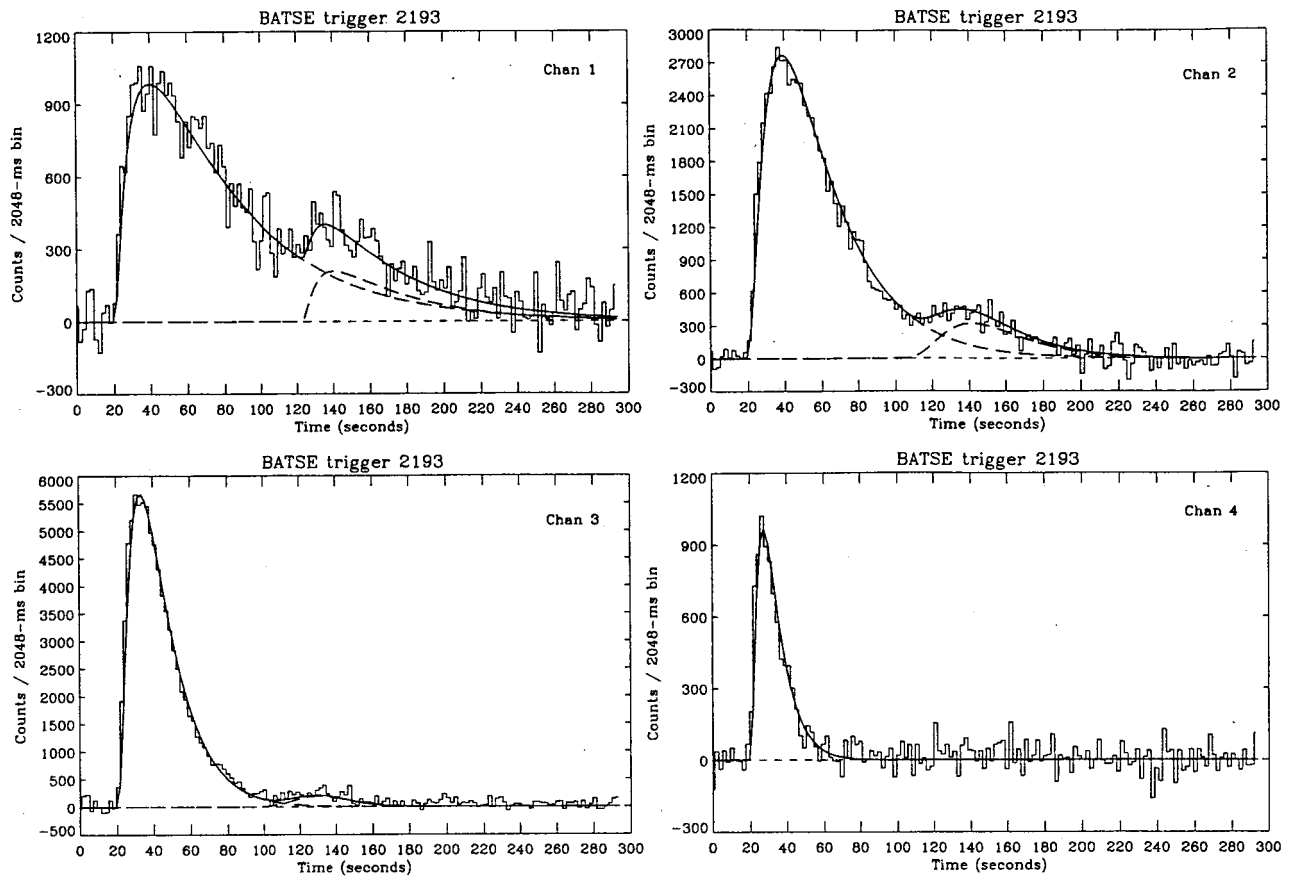 BATSE trigger 2193
Chan 1
Counts / 2048-ms bin
1200
900
600
300
0
-300
0 20 40 60 80 100 120 140 160 180 200 220 240 260 280 300
Time (seconds)
BATSE trigger 2193
Chan 2
Counts / 2048-ms bin
3000
2700
2400
2100
1800
1500
1200
900
600
300
0
-300
0 20 40 60 80 100 120 140 160 180 200 220 240 260 280 300
Time (seconds)
BATSE trigger 2193
Chan 3
Counts / 2048-ms bin
6000
5500
5000
4500
4000
3500
3000
2500
2000
1500
1000
500
0
-500
0 20 40 60 80 100 120 140 160 180 200 220 240 260 280 300
Time (seconds)
BATSE trigger 2193
Chan 4
Counts / 2048-ms bin
1200
900
600
300
0
-300
0 20 40 60 80 100 120 140 160 180 200 220 240 260 280 300
Time (seconds)